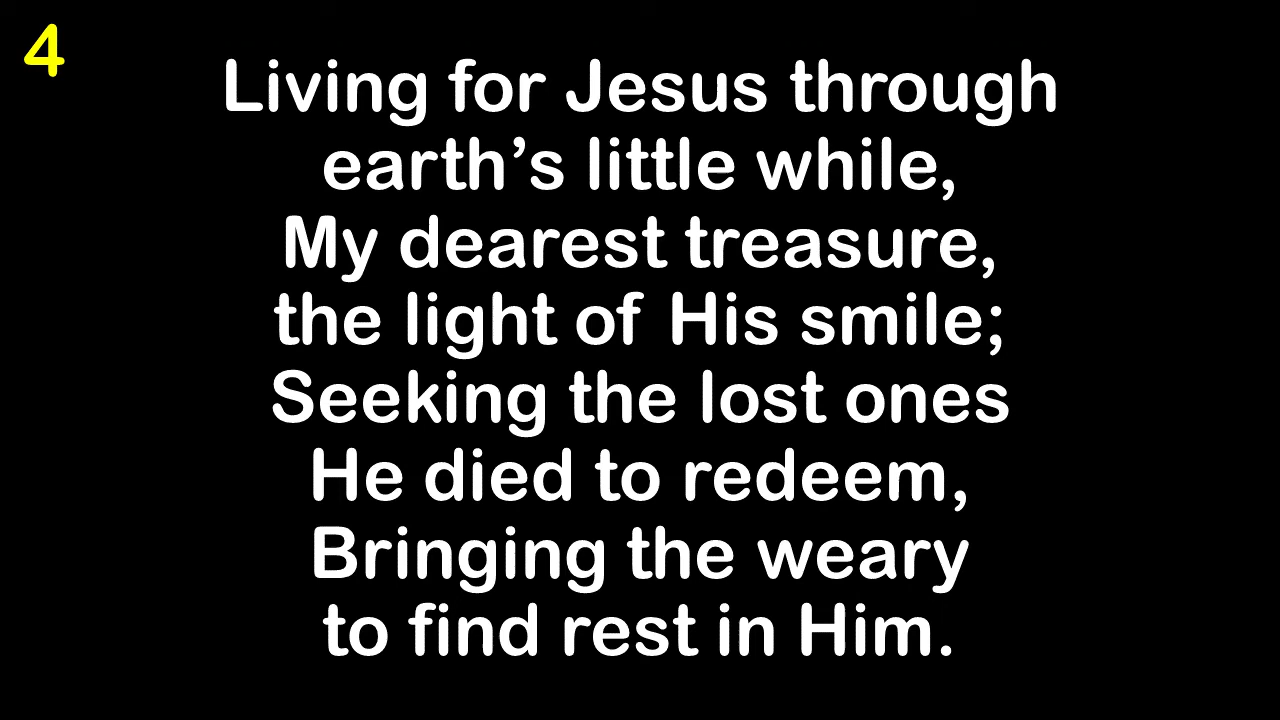 4
Living for Jesus through
earth’s little while,
My dearest treasure,
the light of His smile;
Seeking the lost ones
He died to redeem,
Bringing the weary
to find rest in Him.